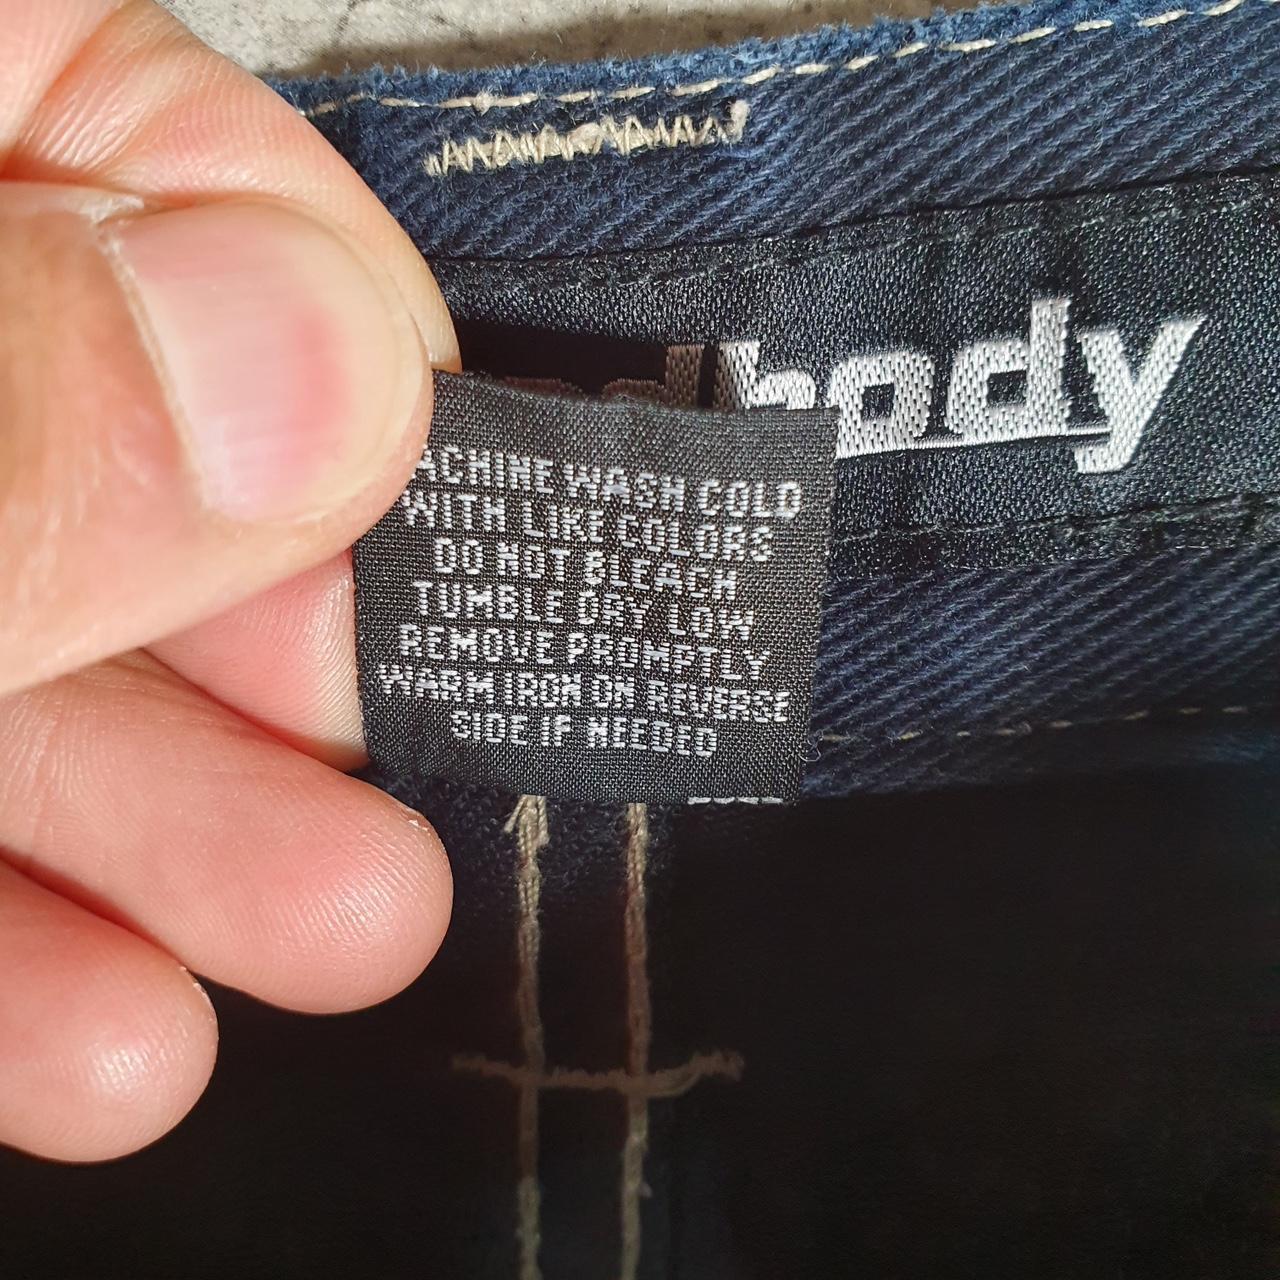 body
ACHINE WASH COLD
WITH LIKE COLORS
DO NOT BLEACH
TUMBLE DRY LOW
REMOVE PROMPTLY
WARM IRON ON REVERSE
SIDE IF NEEDED